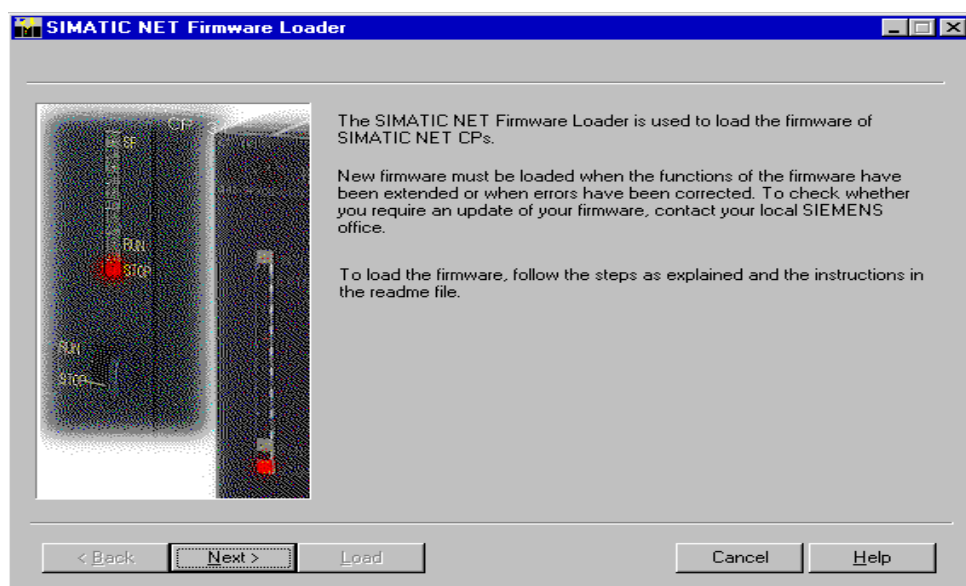 SIMATIC NET Firmware Loader
CP
SF
RUN
STOP
RUN
STOP
The SIMATIC NET Firmware Loader is used to load the firmware of
SIMATIC NET CPs.
New firmware must be loaded when the functions of the firmware have
been extended or when errors have been corrected. To check whether
you require an update of your firmware, contact your local SIEMENS
office.
To load the firmware, follow the steps as explained and the instructions in
the readme file.
< Back
Next >
Load
Cancel
Help